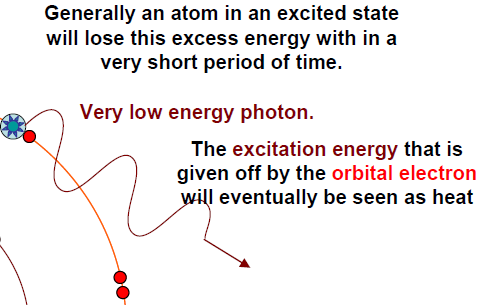 Generally an atom in an excited state
will lose this excess energy with in a
very short period of time.
Very low energy photon.
The excitation energy that is
given off by the orbital electron
will eventually be seen as heat